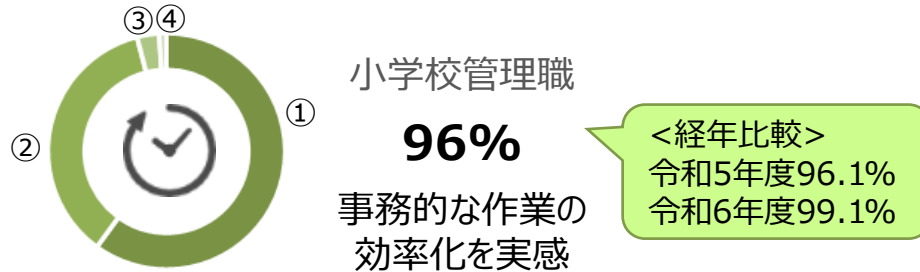 ③④
①
②
小学校管理職
96%
事務的な作業の
効率化を実感
<経年比較>
令和5年度96.1%
令和6年度99.1%